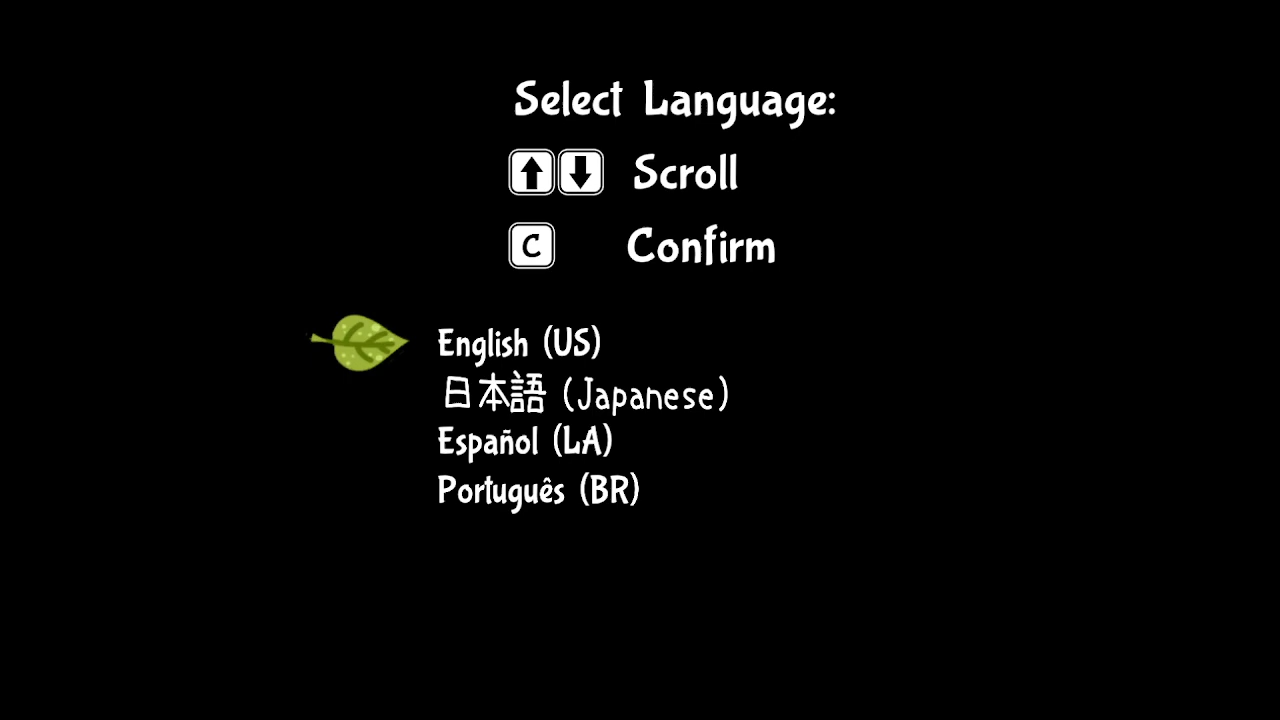 Select Language:
Scroll
C Confirm
English (US)
日本語 (Japanese)
Español (LA)
Português (BR)